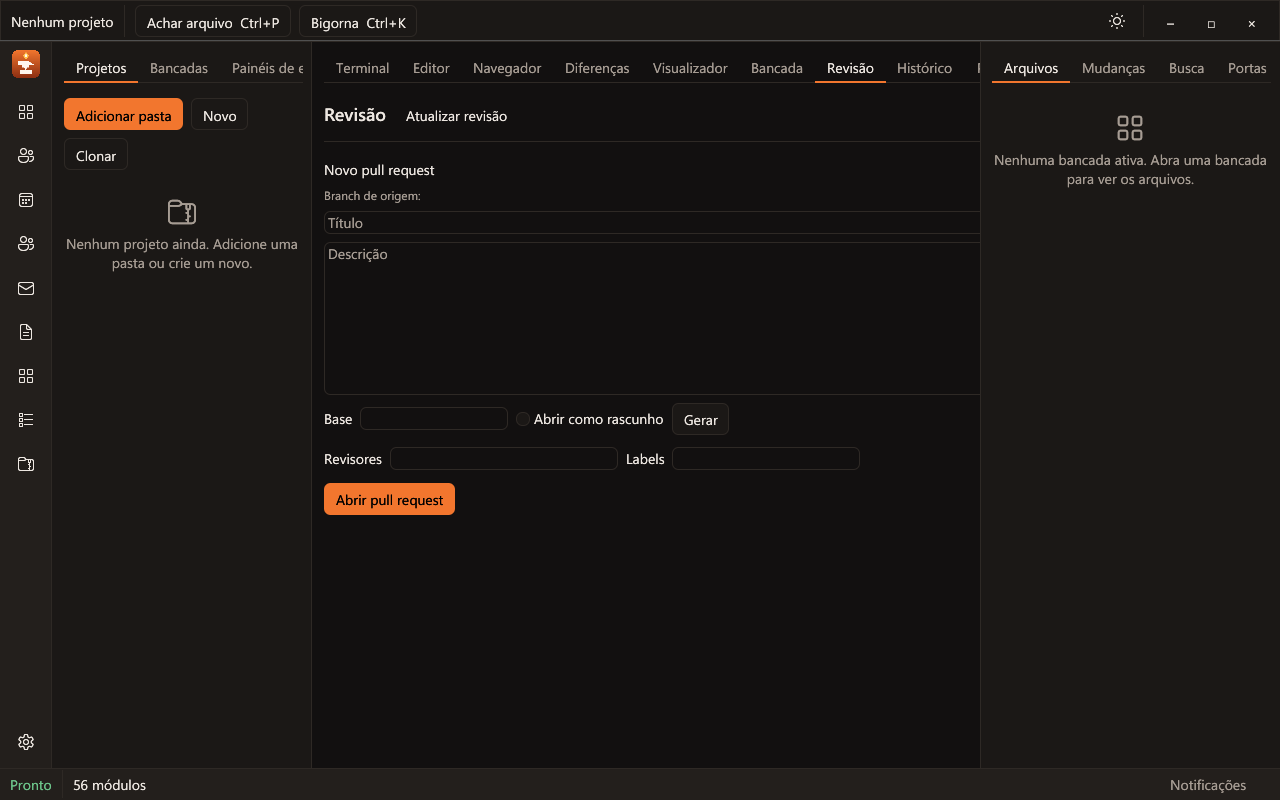 Nenhum projeto
Achar arquivo Ctrl+P
Bigorna Ctrl+K
Projetos Bancadas Painéis de e
Adicionar pasta
Novo
Clonar
Nenhum projeto ainda. Adicione uma
pasta ou crie um novo.
Terminal Editor Navegador Diferenças Visualizador Bancada Revisão Histórico
Revisão Atualizar revisão
Novo pull request
Branch de origem:
Título
Descrição
Base
Abrir como rascunho
Gerar
Revisores
Labels
Abrir pull request
Arquivos Mudanças Busca Portas
Nenhuma bancada ativa. Abra uma bancada
para ver os arquivos.
Pronto
56 módulos
Notificações